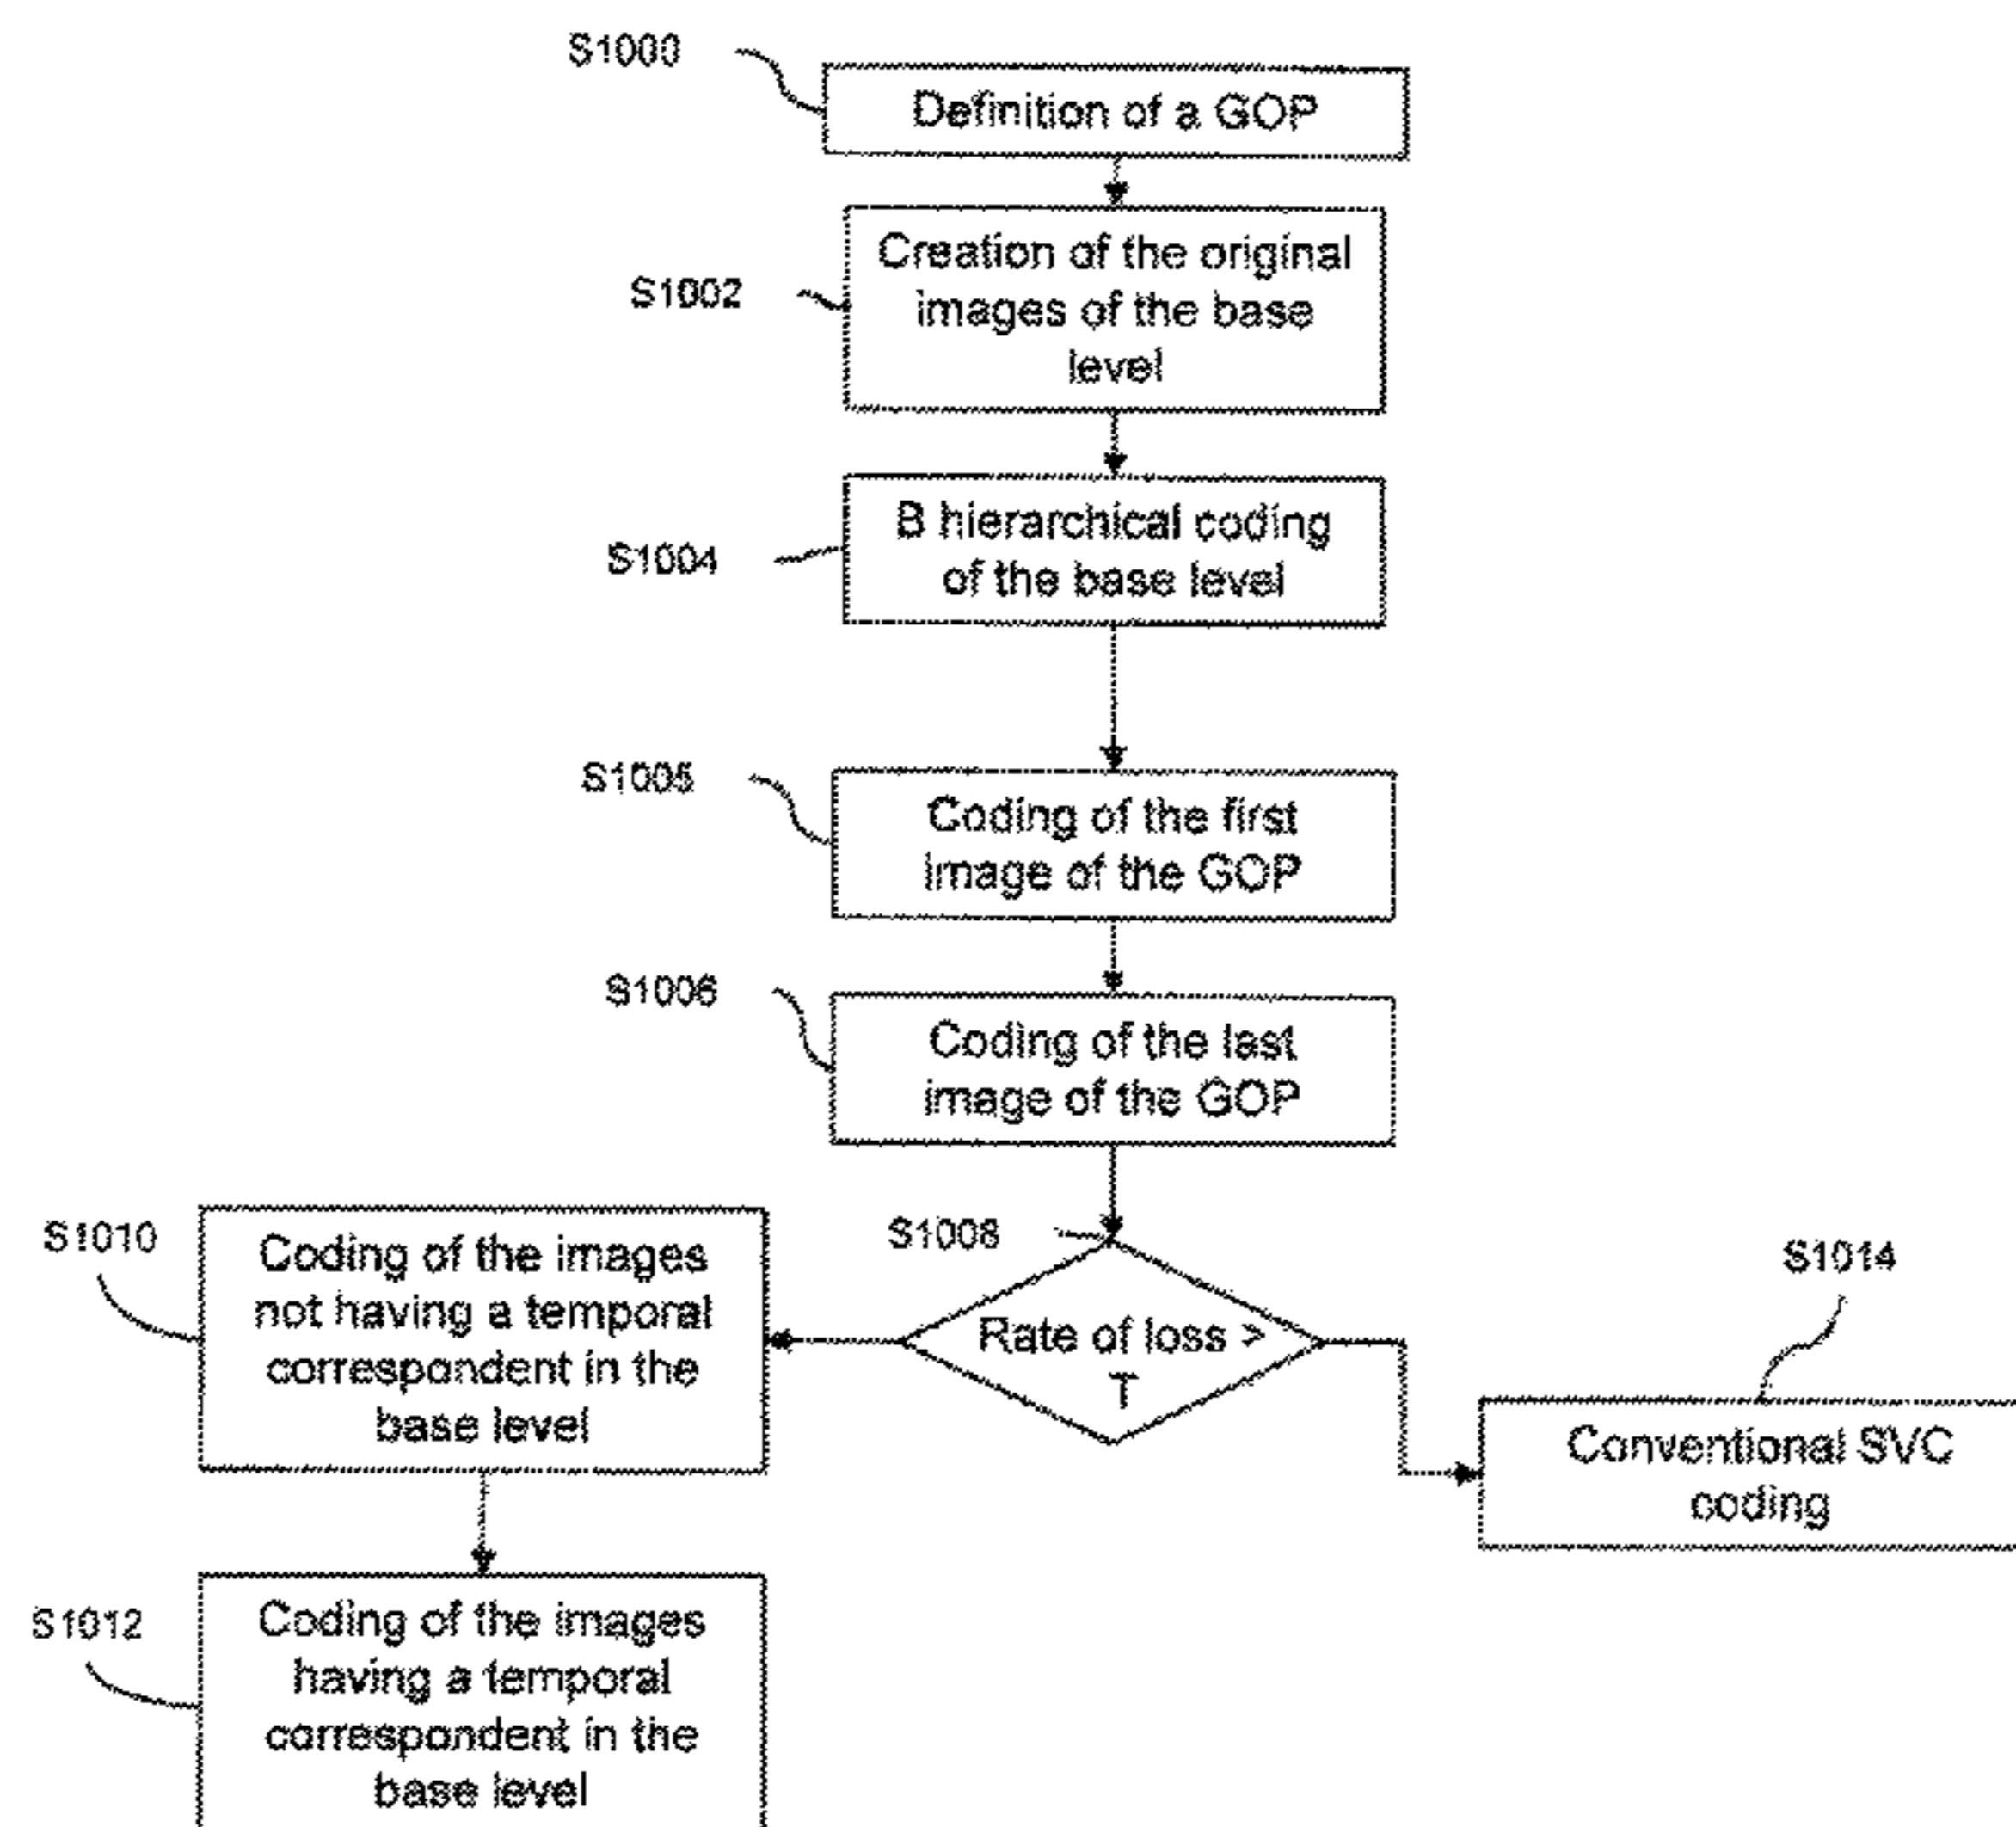 S1000
Definition of a GOP
S1002
Creation of the original
images of the base
level
S1004
B hierarchical coding
of the base level
S1005
Coding of the first
image of the GOP
S1006
Coding of the last
image of the GOP
S1008
Rate of loss >
T
S1010
Coding of the images
not having a temporal
correspondent in the
base level
S1012
Coding of the images
having a temporal
correspondent in the
base level
S1014
Conventional SVC
coding